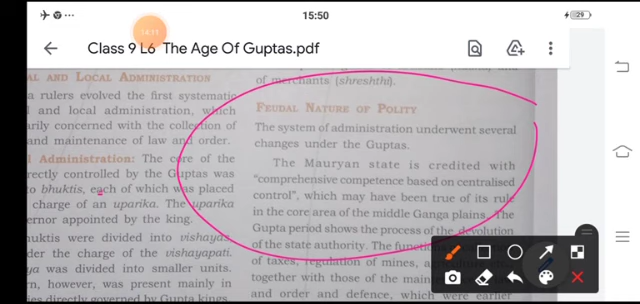 15:50
29
14:11
Class 9 L6 The Age Of Guptas.pdf
AL AND LOCAL ADMINISTRATION
a rulers evolved the first systematic
l and local administration, which
arily concerned with the collection of
and maintenance of law and order.
l Administration: The core of the
rectly controlled by the Guptas was
to bhuktis, each of which was placed
charge of an uparika. The uparika
ernor appointed by the king.
huktis were divided into vishayas
der the charge of the vishayapati.
ya was divided into smaller units.
rn, however, was present mainly in
ies directly governed by Gupta kings
of merchants (shreshthi).
FEUDAL NATURE OF POLITY
The system of administration underwent several
changes under the Guptas.
The Mauryan state is credited with
"comprehensive competence based on centralised
control", which may have been true of its rule
in the core area of the middle Ganga plains. The
Gupta period shows the process of the devolution
of the state authority. The
of taxes, regulation of mines,
together with those of the
and order and defence, which were earlier